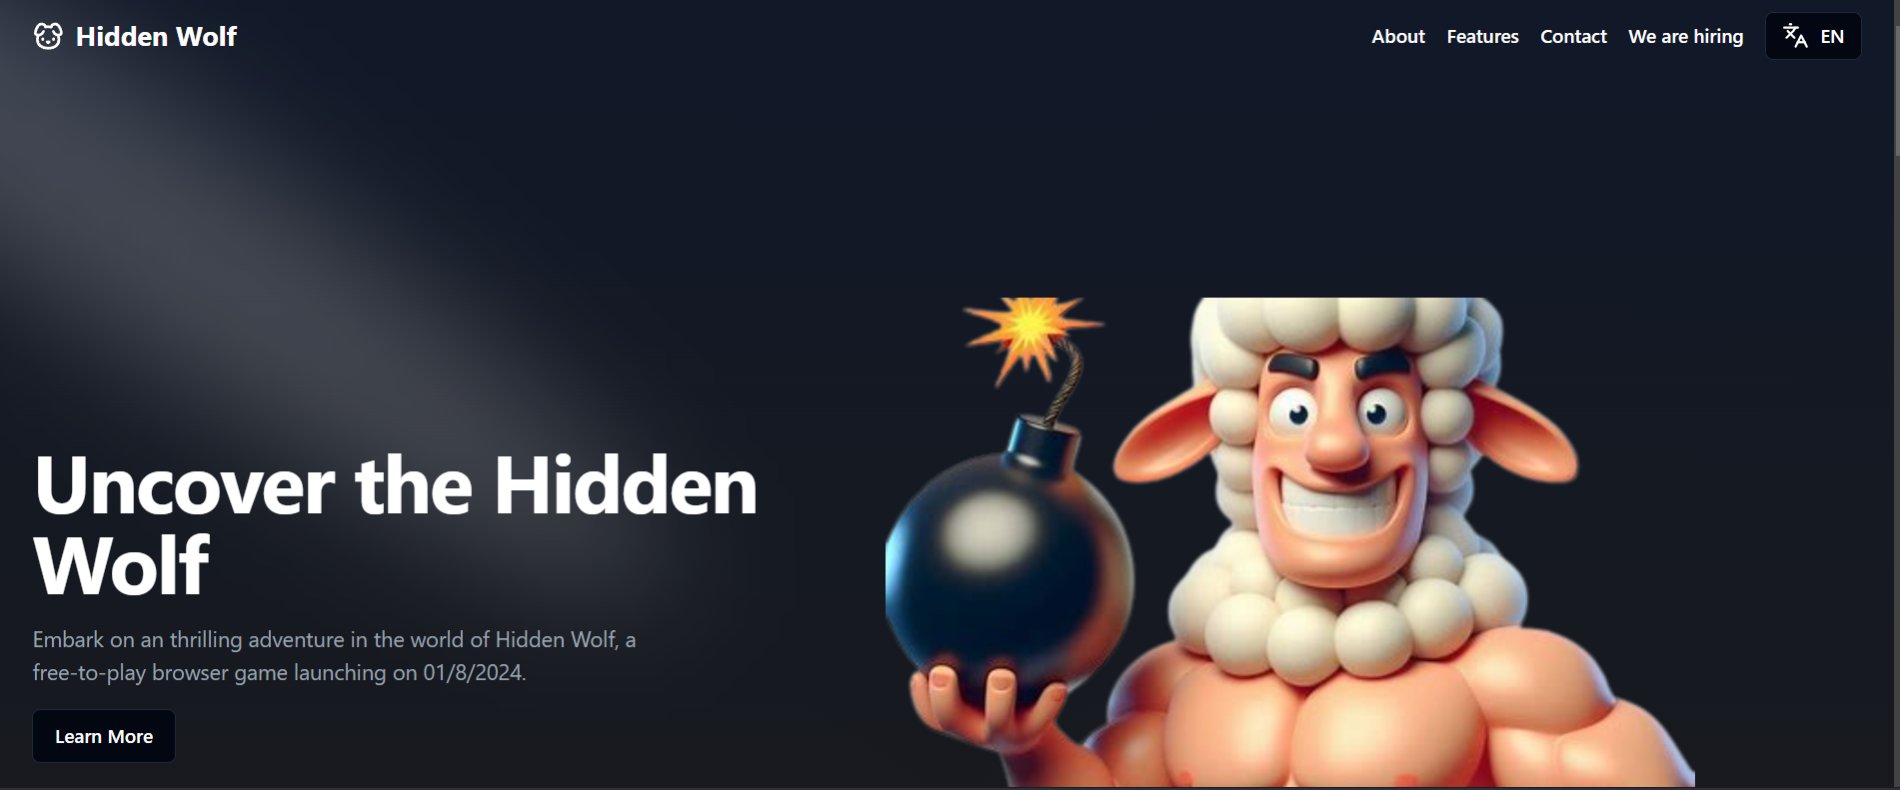 Hidden Wolf
About Features Contact We are hiring EN
Uncover the Hidden
Wolf
Embark on an thrilling adventure in the world of Hidden Wolf, a
free-to-play browser game launching on 01/8/2024.
Learn More